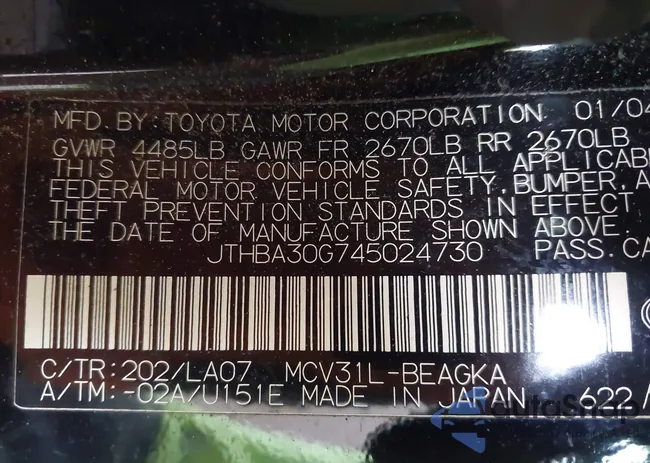 MFD. BY: TOYOTA MOTOR CORPORATION 01/04
GVWR 4485LB GAWR FR 2670LB RR 2670LB
THIS VEHICLE CONFORMS TO ALL APPLICABL
FEDERAL MOTOR VEHICLE SAFETY, BUMPER, A
THEFT PREVENTION STANDARDS IN EFFECT
THE DATE OF MANUFACTURE SHOWN ABOVE.
JTHBA30G745024730 PASS. CA
C/TR: 202/LA07 MCV31L-BEAGKA
A/TM: -02A/U151E MADE IN JAPAN 622/
YoutaShop